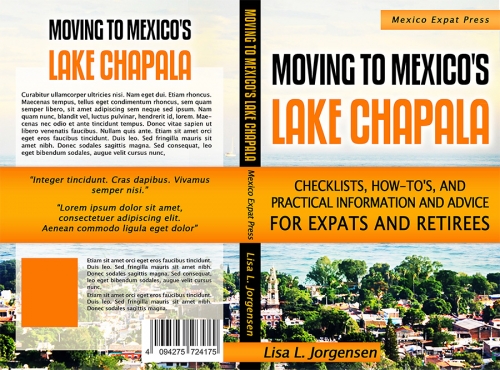 MOVING TO MEXICO'S
LAKE CHAPALA
Curabitur ullamcorper ultricies nisi. Nam eget dui. Etiam rhoncus.
Maecenas tempus, tellus eget condimentum rhoncus, sem quam
semper libero, sit amet adipiscing sem neque sed ipsum. Nam
quam nunc, blandit vel, luctus pulvinar, hendrerit id, lorem. Mae-
cenas nec odio et ante tincidunt tempus. Donec vitae sapien ut
libero venenatis faucibus. Nullam quis ante. Etiam sit amet orci
eget eros faucibus tincidunt. Duis leo. Sed fringilla mauris sit
amet nibh. Donec sodales sagittis magna. Sed consequat, leo
eget bibendum sodales, augue velit cursus nunc,
"Integer tincidunt. Cras dapibus. Vivamus
semper nisi."
"Lorem ipsum dolor sit amet,
consectetuer adipiscing elit.
Aenean commodo ligula eget dolor"
Etiam sit amet orci eget eros faucibus tincidunt.
Duis leo. Sed fringilla mauris sit amet nibh.
Donec sodales sagittis magna. Sed consequat,
leo eget bibendum sodales, augue velit cursus
nunc.
Etiam sit amet orci eget eros faucibus tincidunt.
Duis leo. Sed fringilla mauris sit amet nibh.
Donec sodales sagittis magna. Sed consequat,
leo eget bibendum sodales, augue velit cursus
4 094275 724175
MOVING TO MEXICO'S LAKE CHAPALA
Mexico Expat Press
Lisa L. Jorgensen
Mexico Expat Press
MOVING TO MEXICO'S
LAKE CHAPALA
CHECKLISTS, HOW-TO'S, AND
PRACTICAL INFORMATION AND ADVICE
FOR EXPATS AND RETIREES
Lisa L. Jorgensen